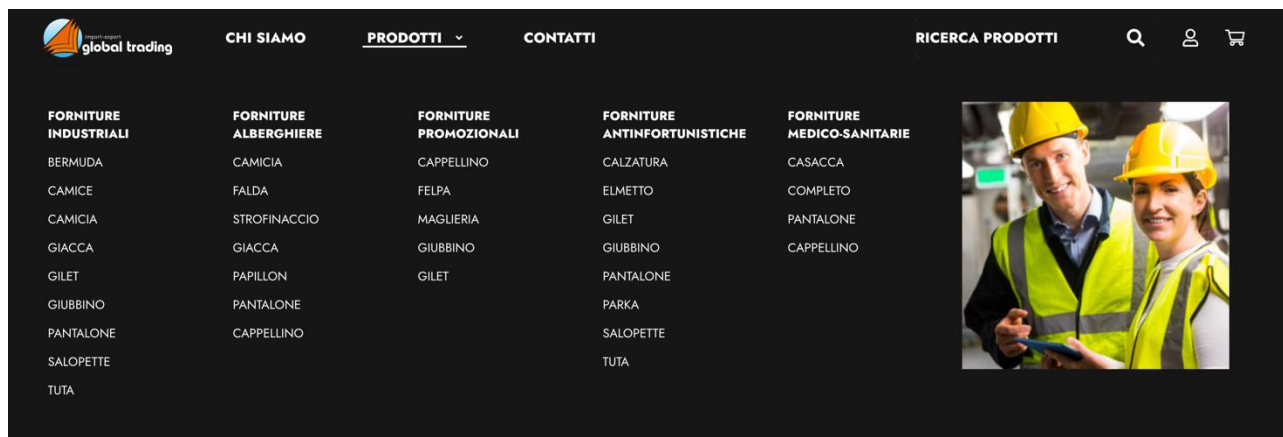 import-export
global trading
CHI SIAMO
PRODOTTI
CONTATTI
RICERCA PRODOTTI
FORNITURE
INDUSTRIALI
BERMUDA
CAMICE
CAMICIA
GIACCA
GILET
GIUBBINO
PANTALONE
SALOPETTE
TUTA
FORNITURE
ALBERGHIERE
CAMICIA
FALDA
STROFINACCIO
GIACCA
PAPILLON
PANTALONE
CAPPELLINO
FORNITURE
PROMOZIONALI
CAPPELLINO
FELPA
MAGLIERIA
GIUBBINO
GILET
FORNITURE
ANTINFORTUNISTICHE
CALZATURA
ELMETTO
GILET
GIUBBINO
PANTALONE
PARKA
SALOPETTE
TUTA
FORNITURE
MEDICO-SANITARIE
CASACCA
COMPLETO
PANTALONE
CAPPELLINO